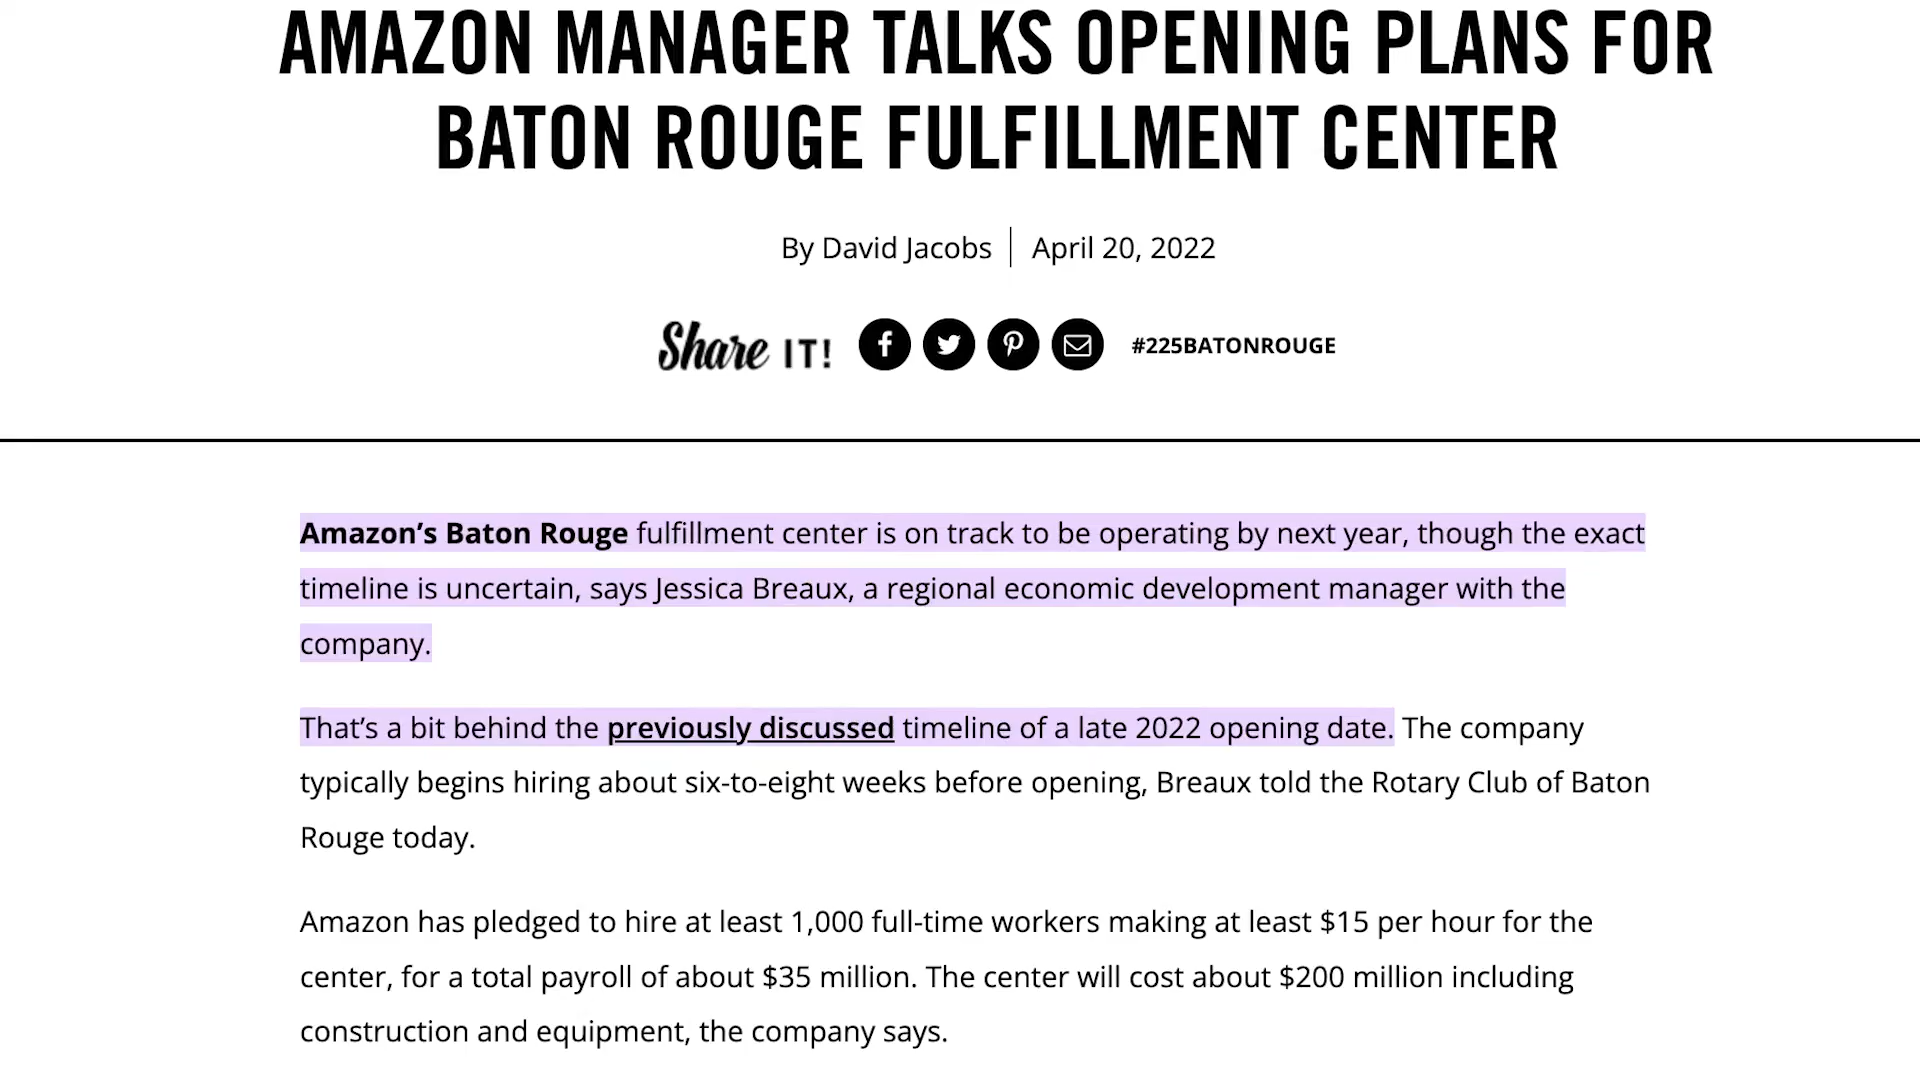 AMAZON MANAGER TALKS OPENING PLANS FOR
BATON ROUGE FULFILLMENT CENTER
By David Jacobs | April 20, 2022
Share IT! #225BATONROUGE
Amazon’s Baton Rouge fulfillment center is on track to be operating by next year, though the exact
timeline is uncertain, says Jessica Breaux, a regional economic development manager with the
company.
That’s a bit behind the previously discussed timeline of a late 2022 opening date. The company
typically begins hiring about six-to-eight weeks before opening, Breaux told the Rotary Club of Baton
Rouge today.
Amazon has pledged to hire at least 1,000 full-time workers making at least $15 per hour for the
center, for a total payroll of about $35 million. The center will cost about $200 million including
construction and equipment, the company says.